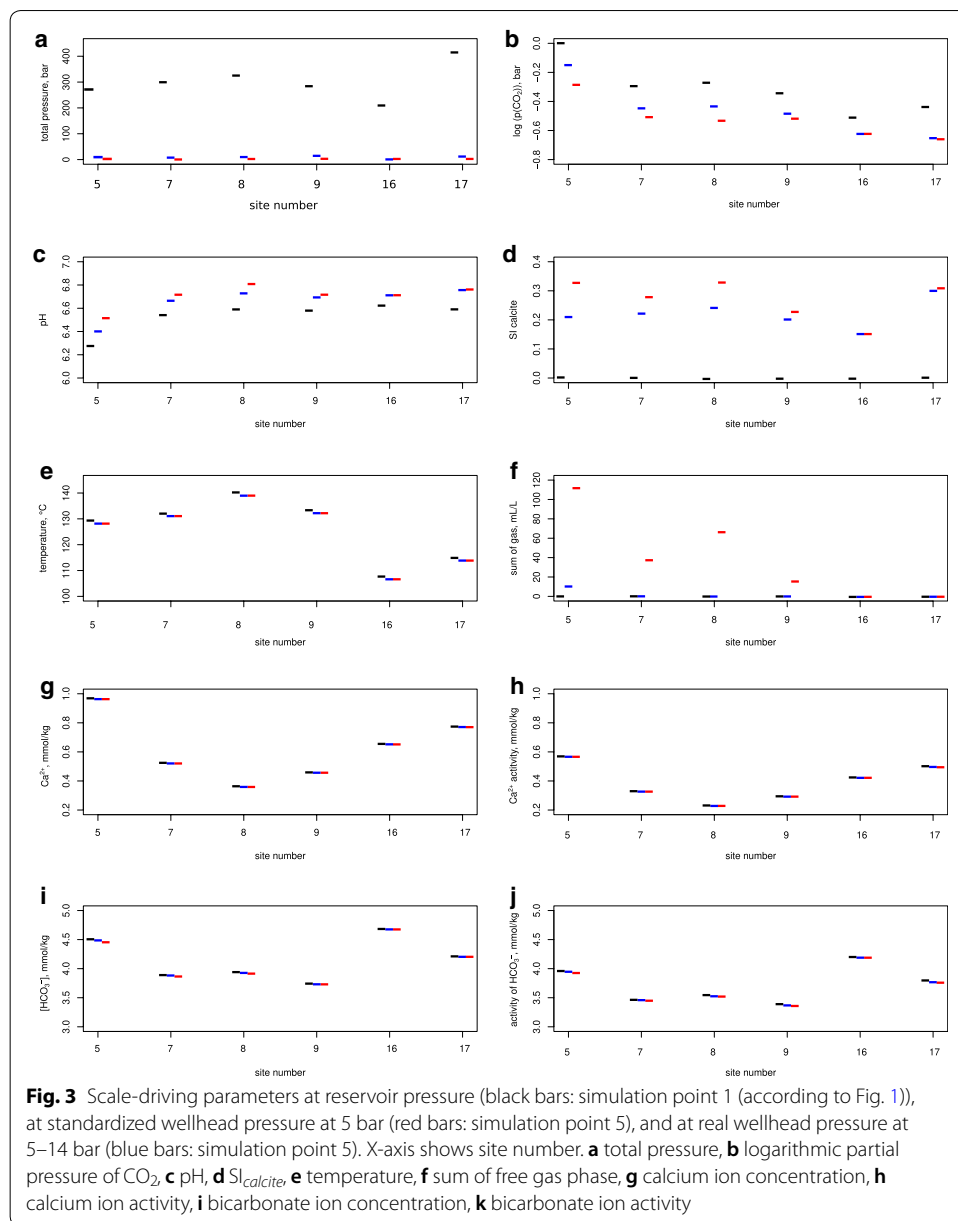 a
total pressure, bar
0 100 200 300 400
5 7 8 9 16 17
site number
b
log (p(CO₂)), bar
−0.8 −0.6 −0.4 −0.2 0.0
5 7 8 9 16 17
site number
c
pH
6.0 6.2 6.4 6.6 6.8 7.0
5 7 8 9 16 17
site number
d
SI calcite
0.0 0.1 0.2 0.3 0.4
5 7 8 9 16 17
site number
e
temperature, °C
100 110 120 130 140
5 7 8 9 16 17
site number
f
sum of gas, mL/L
0 20 40 60 80 100 120
5 7 8 9 16 17
site number
g
Ca²⁺, mmol/kg
0.2 0.4 0.6 0.8 1.0
5 7 8 9 16 17
site number
h
Ca²⁺ actitvity, mmol/kg
0.2 0.4 0.6 0.8 1.0
5 7 8 9 16 17
site number
i
[HCO₃⁻], mmol/kg
3.0 3.5 4.0 4.5 5.0
5 7 8 9 16 17
site number
j
activity of HCO₃⁻, mmol/kg
3.0 3.5 4.0 4.5 5.0
5 7 8 9 16 17
site number
Fig. 3 Scale-driving parameters at reservoir pressure (black bars: simulation point 1 (according to Fig. 1)),
at standardized wellhead pressure at 5 bar (red bars: simulation point 5), and at real wellhead pressure at
5–14 bar (blue bars: simulation point 5). X-axis shows site number. a total pressure, b logarithmic partial
pressure of CO₂, c pH, d SIcalcite, e temperature, f sum of free gas phase, g calcium ion concentration, h
calcium ion activity, i bicarbonate ion concentration, k bicarbonate ion activity